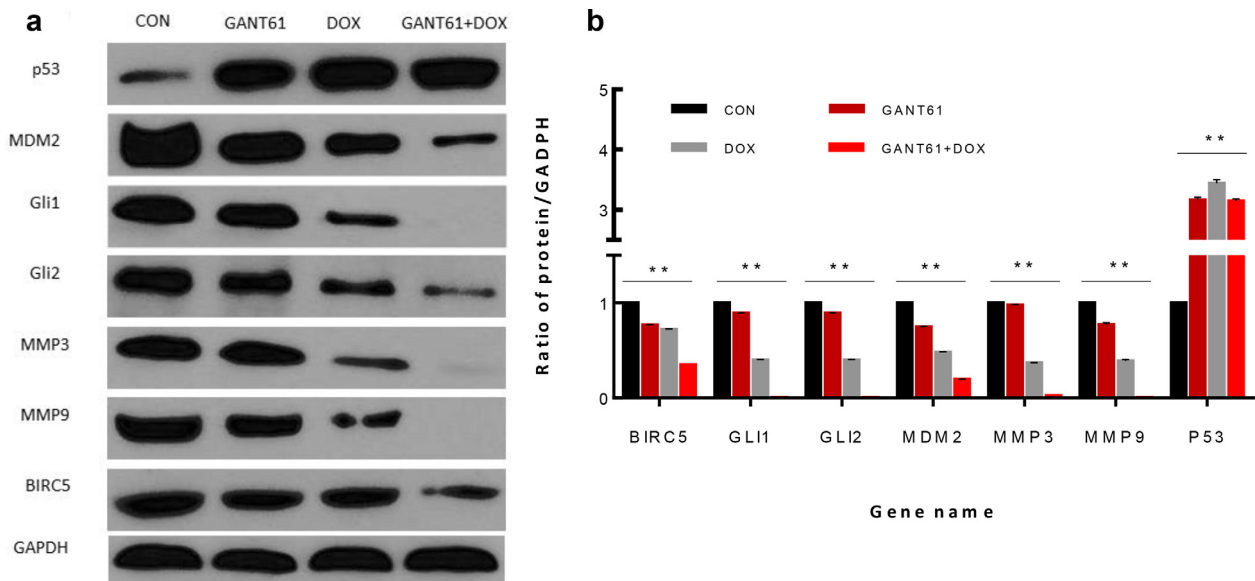 a
CON GANT61 DOX GANT61+DOX
p53
MDM2
Gli1
Gli2
MMP3
MMP9
BIRC5
GAPDH
b
Ratio of protein/GADPH
5
4
3
1
0
CON GANT61
DOX GANT61+DOX
** ** ** ** ** ** **
BIRC5 GLI1 GLI2 MDM2 MMP3 MMP9 P53
Gene name